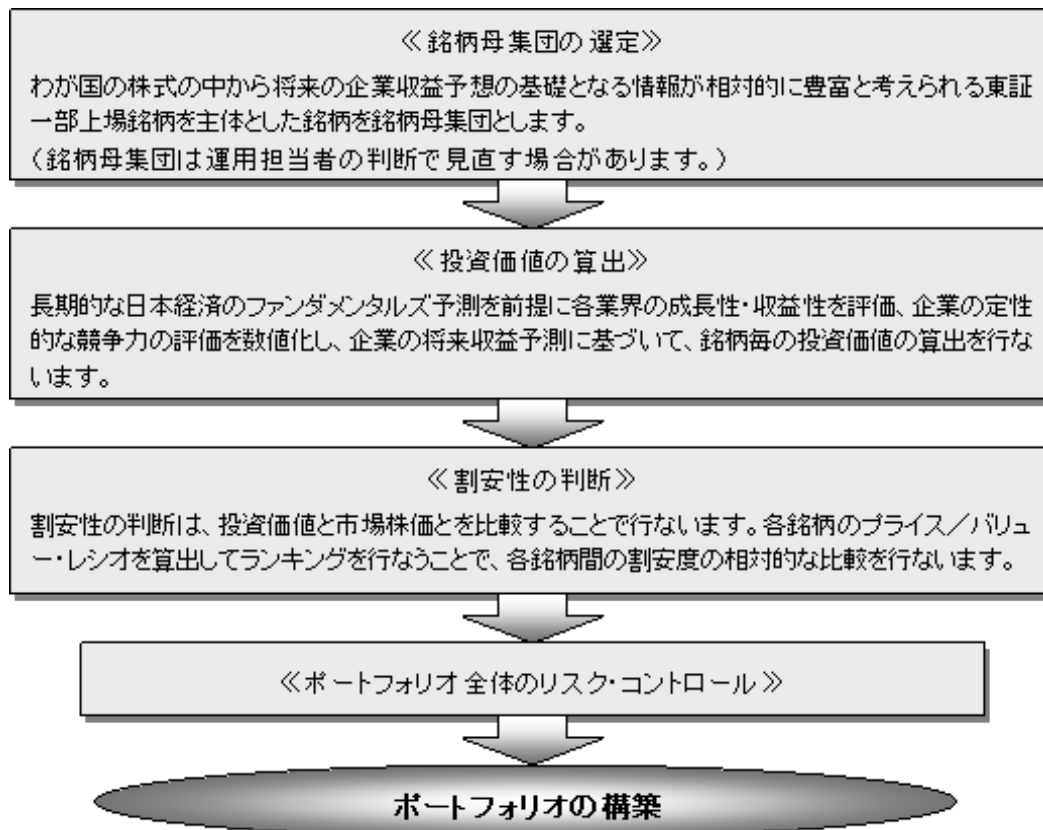 ≪銘柄母集団の選定≫
わが国の株式の中から将来の企業収益予想の基礎となる情報が相対的に豊富と考えられる東証
一部上場銘柄を主体とした銘柄を銘柄母集団とします。
(銘柄母集団は運用担当者の判断で見直す場合があります。)
≪投資価値の算出≫
長期的な日本経済のファンダメンタルズ予測を前提に各業界の成長性・収益性を評価、企業の定性
的な競争力の評価を数値化し、企業の将来収益予測に基づいて、銘柄毎の投資価値の算出を行な
います。
≪割安性の判断≫
割安性の判断は、投資価値と市場株価とを比較することで行ないます。各銘柄のプライス/バリュ
ー・レシオを算出してランキングを行なうことで、各銘柄間の割安度の相対的な比較を行ないます。
≪ポートフォリオ全体のリスク・コントロール≫
ポートフォリオの構築